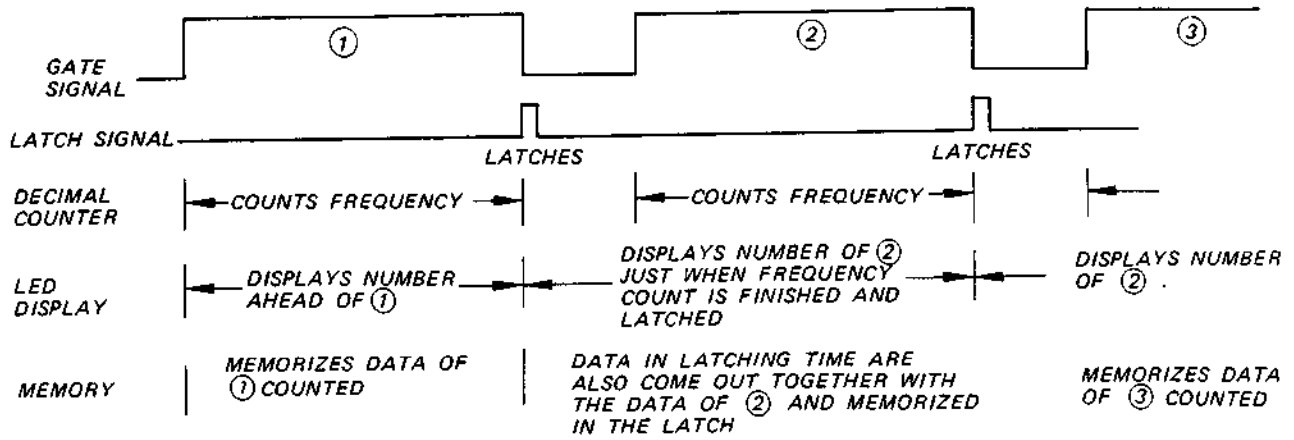 ① ② ③
GATE
SIGNAL
LATCH SIGNAL
LATCHES LATCHES
DECIMAL
COUNTER
COUNTS FREQUENCY COUNTS FREQUENCY
LED
DISPLAY
DISPLAYS NUMBER
AHEAD OF ①
DISPLAYS NUMBER OF ②
JUST WHEN FREQUENCY
COUNT IS FINISHED AND
LATCHED
DISPLAYS NUMBER
OF ② .
MEMORY
MEMORIZES DATA OF
① COUNTED
DATA IN LATCHING TIME ARE
ALSO COME OUT TOGETHER WITH
THE DATA OF ② AND MEMORIZED
IN THE LATCH
MEMORIZES DATA
OF ③ COUNTED